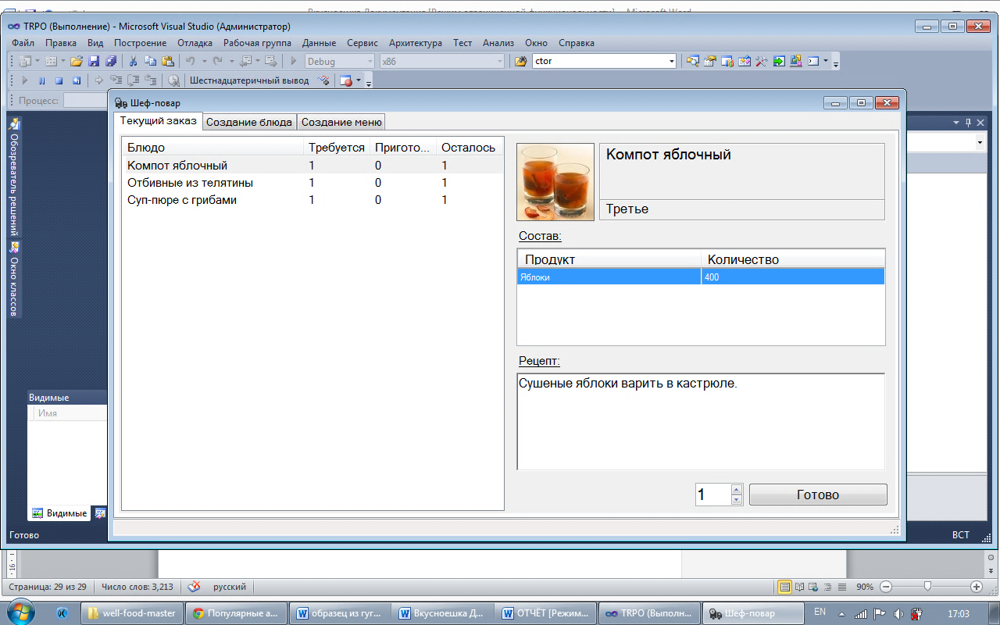 TRPO (Выполнение) - Microsoft Visual Studio (Администратор)
Файл Правка Вид Построение Отладка Рабочая группа Данные Сервис Архитектура Тест Анализ Окно Справка
Debug x86 ctor
Шестнадцатеричный вывод
Процесс:
Шеф-повар
Текущий заказ Создание блюда Создание меню
Блюдо Требуется Пригото... Осталось
Компот яблочный 1 0 1
Отбивные из телятины 1 0 1
Суп-пюре с грибами 1 0 1
Компот яблочный
Третье
Состав:
Продукт Количество
Яблоки 400
Рецепт:
Сушеные яблоки варить в кастрюле.
1 Готово
Обозреватель решений
Окно классов
Видимые
Имя
Видимые
Готово ВСТ
16
Страница: 29 из 29 Число слов: 3,213 русский 90%
well-food-master Популярные а... образец из гуг... Вкусноешка Д... ОТЧЁТ [Режим... TRPO (Выполн... Шеф-повар EN 17:03